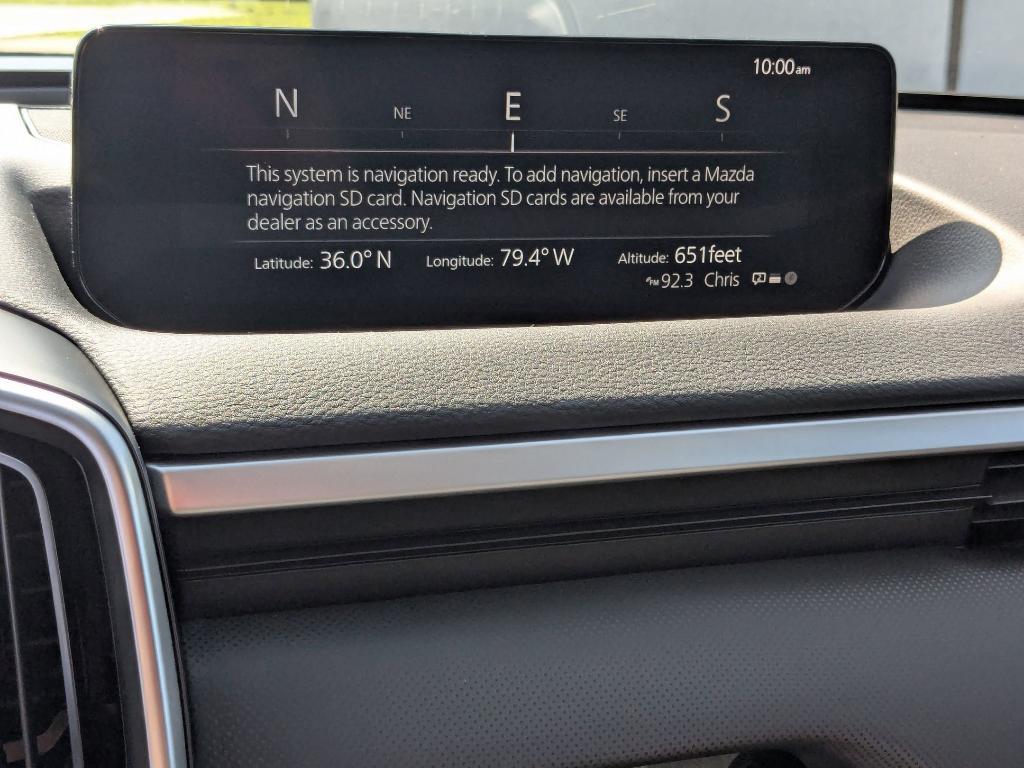 10:00am
N NE E SE S
This system is navigation ready. To add navigation, insert a Mazda
navigation SD card. Navigation SD cards are available from your
dealer as an accessory.
Latitude: 36.0° N Longitude: 79.4° W Altitude: 651feet
FM 92.3 Chris